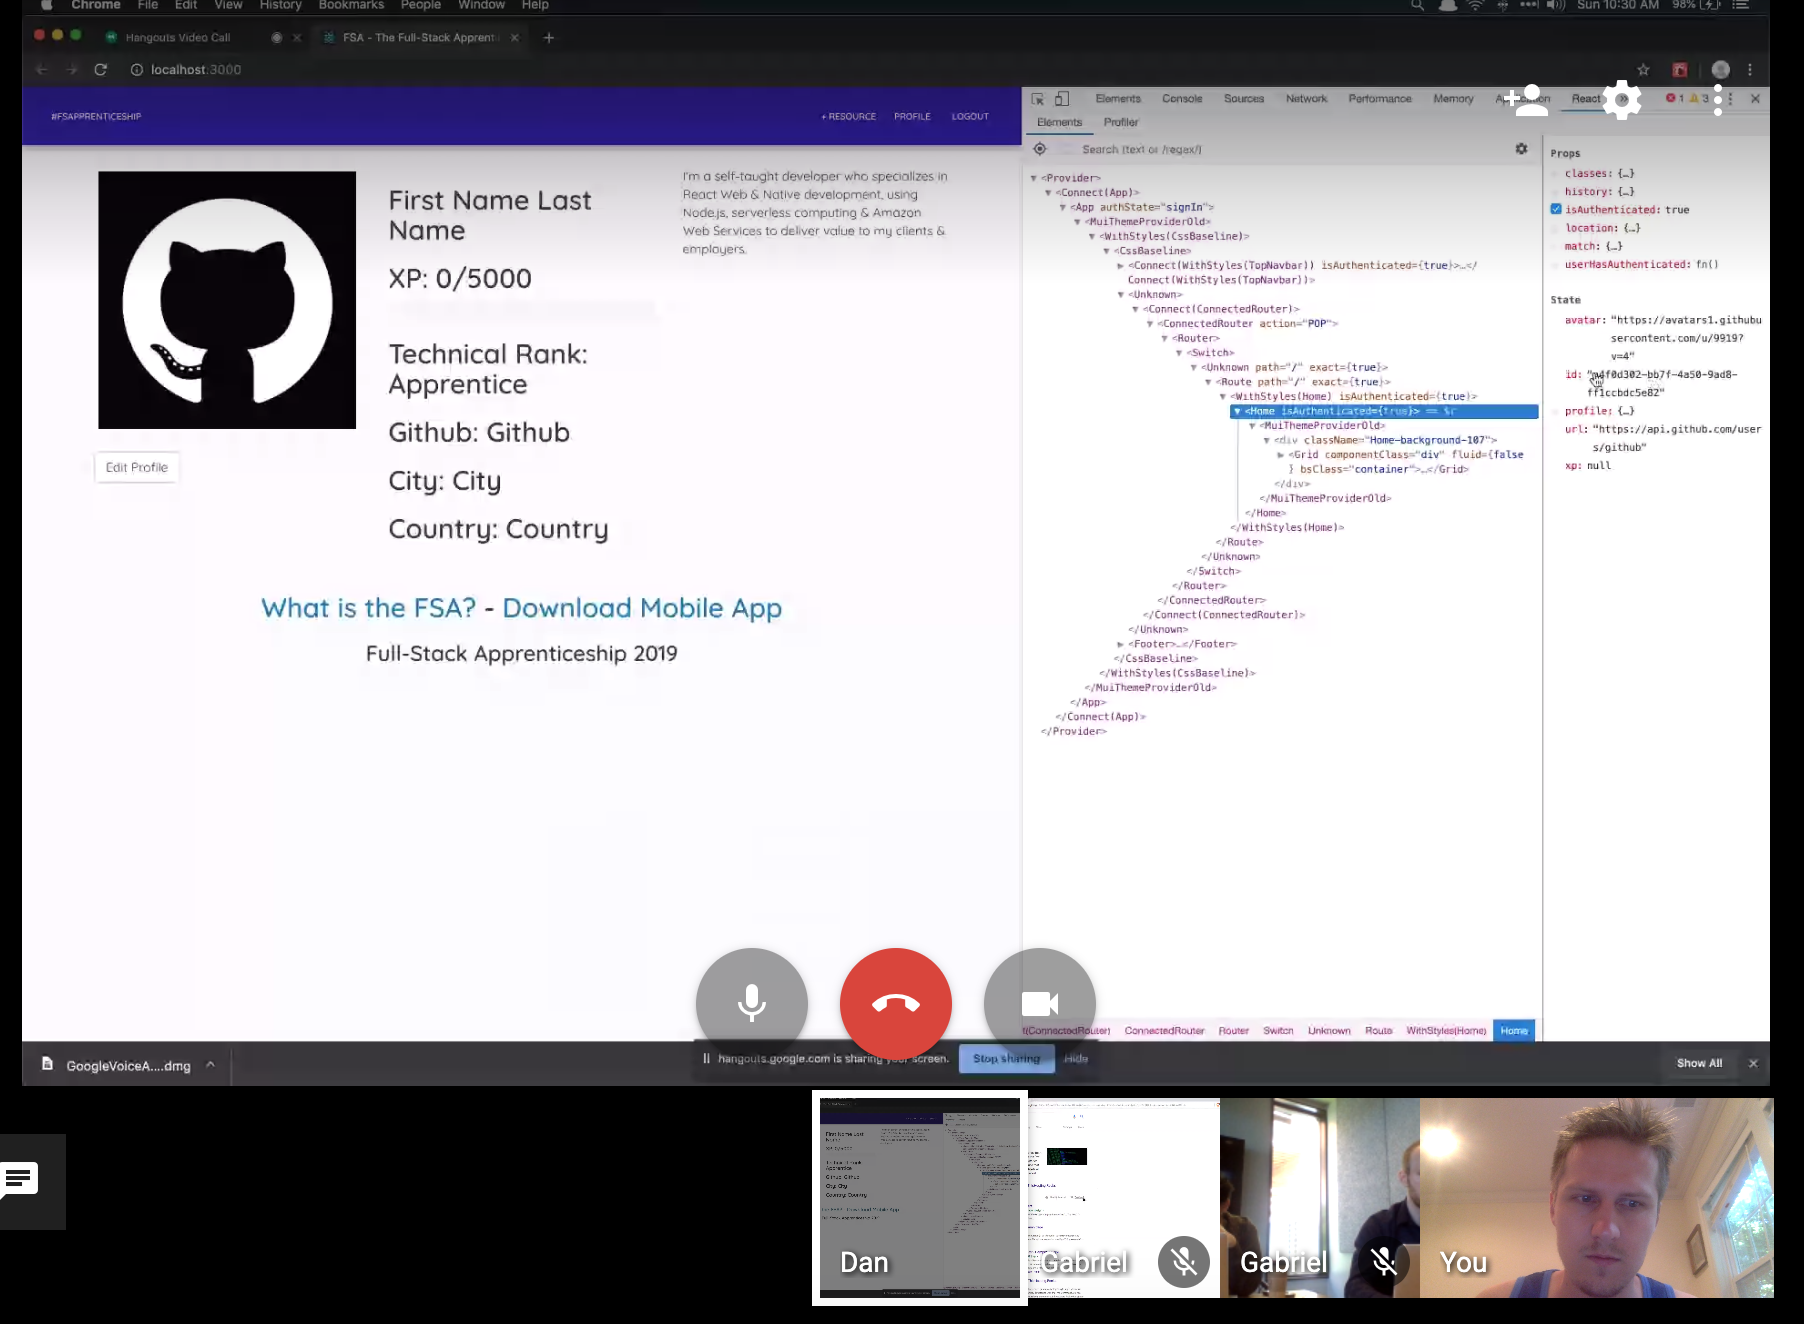 Chrome File Edit View History Bookmarks People Window Help
Sun 10:30 AM 98%
Hangouts Video Call
FSA - The Full-Stack Apprent
localhost:3000
#FSAPPRENTICESHIP
+ RESOURCE PROFILE LOGOUT
First Name Last
Name
XP: 0/5000
Technical Rank:
Apprentice
Github: Github
City: City
Country: Country
I'm a self-taught developer who specializes in
React Web & Native development, using
Node.js, serverless computing & Amazon
Web Services to deliver value to my clients &
employers.
Edit Profile
What is the FSA? - Download Mobile App
Full-Stack Apprenticeship 2019
Elements Console Sources Network Performance Memory Application React » 1 3
Elements Profiler
Search (text or /regex/)
<Provider>
<Connect(App)>
<App authState="signIn">
<MuiThemeProviderOld>
<WithStyles(CssBaseline)>
<CssBaseline>
<Connect(WithStyles(TopNavbar)) isAuthenticated={true}>…</
Connect(WithStyles(TopNavbar))>
<Unknown>
<Connect(ConnectedRouter)>
<ConnectedRouter action="POP">
<Router>
<Switch>
<Unknown path="/" exact={true}>
<Route path="/" exact={true}>
<WithStyles(Home) isAuthenticated={true}>
<Home isAuthenticated={true}> == $r
<MuiThemeProviderOld>
<div className="Home-background-107">
<Grid componentClass="div" fluid={false
} bsClass="container">…</Grid>
</div>
</MuiThemeProviderOld>
</Home>
</WithStyles(Home)>
</Route>
</Unknown>
</Switch>
</Router>
</ConnectedRouter>
</Connect(ConnectedRouter)>
</Unknown>
<Footer>…</Footer>
</CssBaseline>
</WithStyles(CssBaseline)>
</MuiThemeProviderOld>
</App>
</Connect(App)>
</Provider>
Props
classes: {…}
history: {…}
isAuthenticated: true
location: {…}
match: {…}
userHasAuthenticated: fn()
State
avatar: "https://avatars1.githubu
sercontent.com/u/9919?
v=4"
id: 4f0d302-bb7f-4a50-9ad8-
ff1ccbdc5e82"
profile: {…}
url: "https://api.github.com/user
s/github"
xp: null
(ConnectedRouter) ConnectedRouter Router Switch Unknown Route WithStyles(Home) Home
hangouts.google.com is sharing your screen. Stop sharing Hide
GoogleVoiceA....dmg
Show All
Dan
Gabriel
Gabriel
You